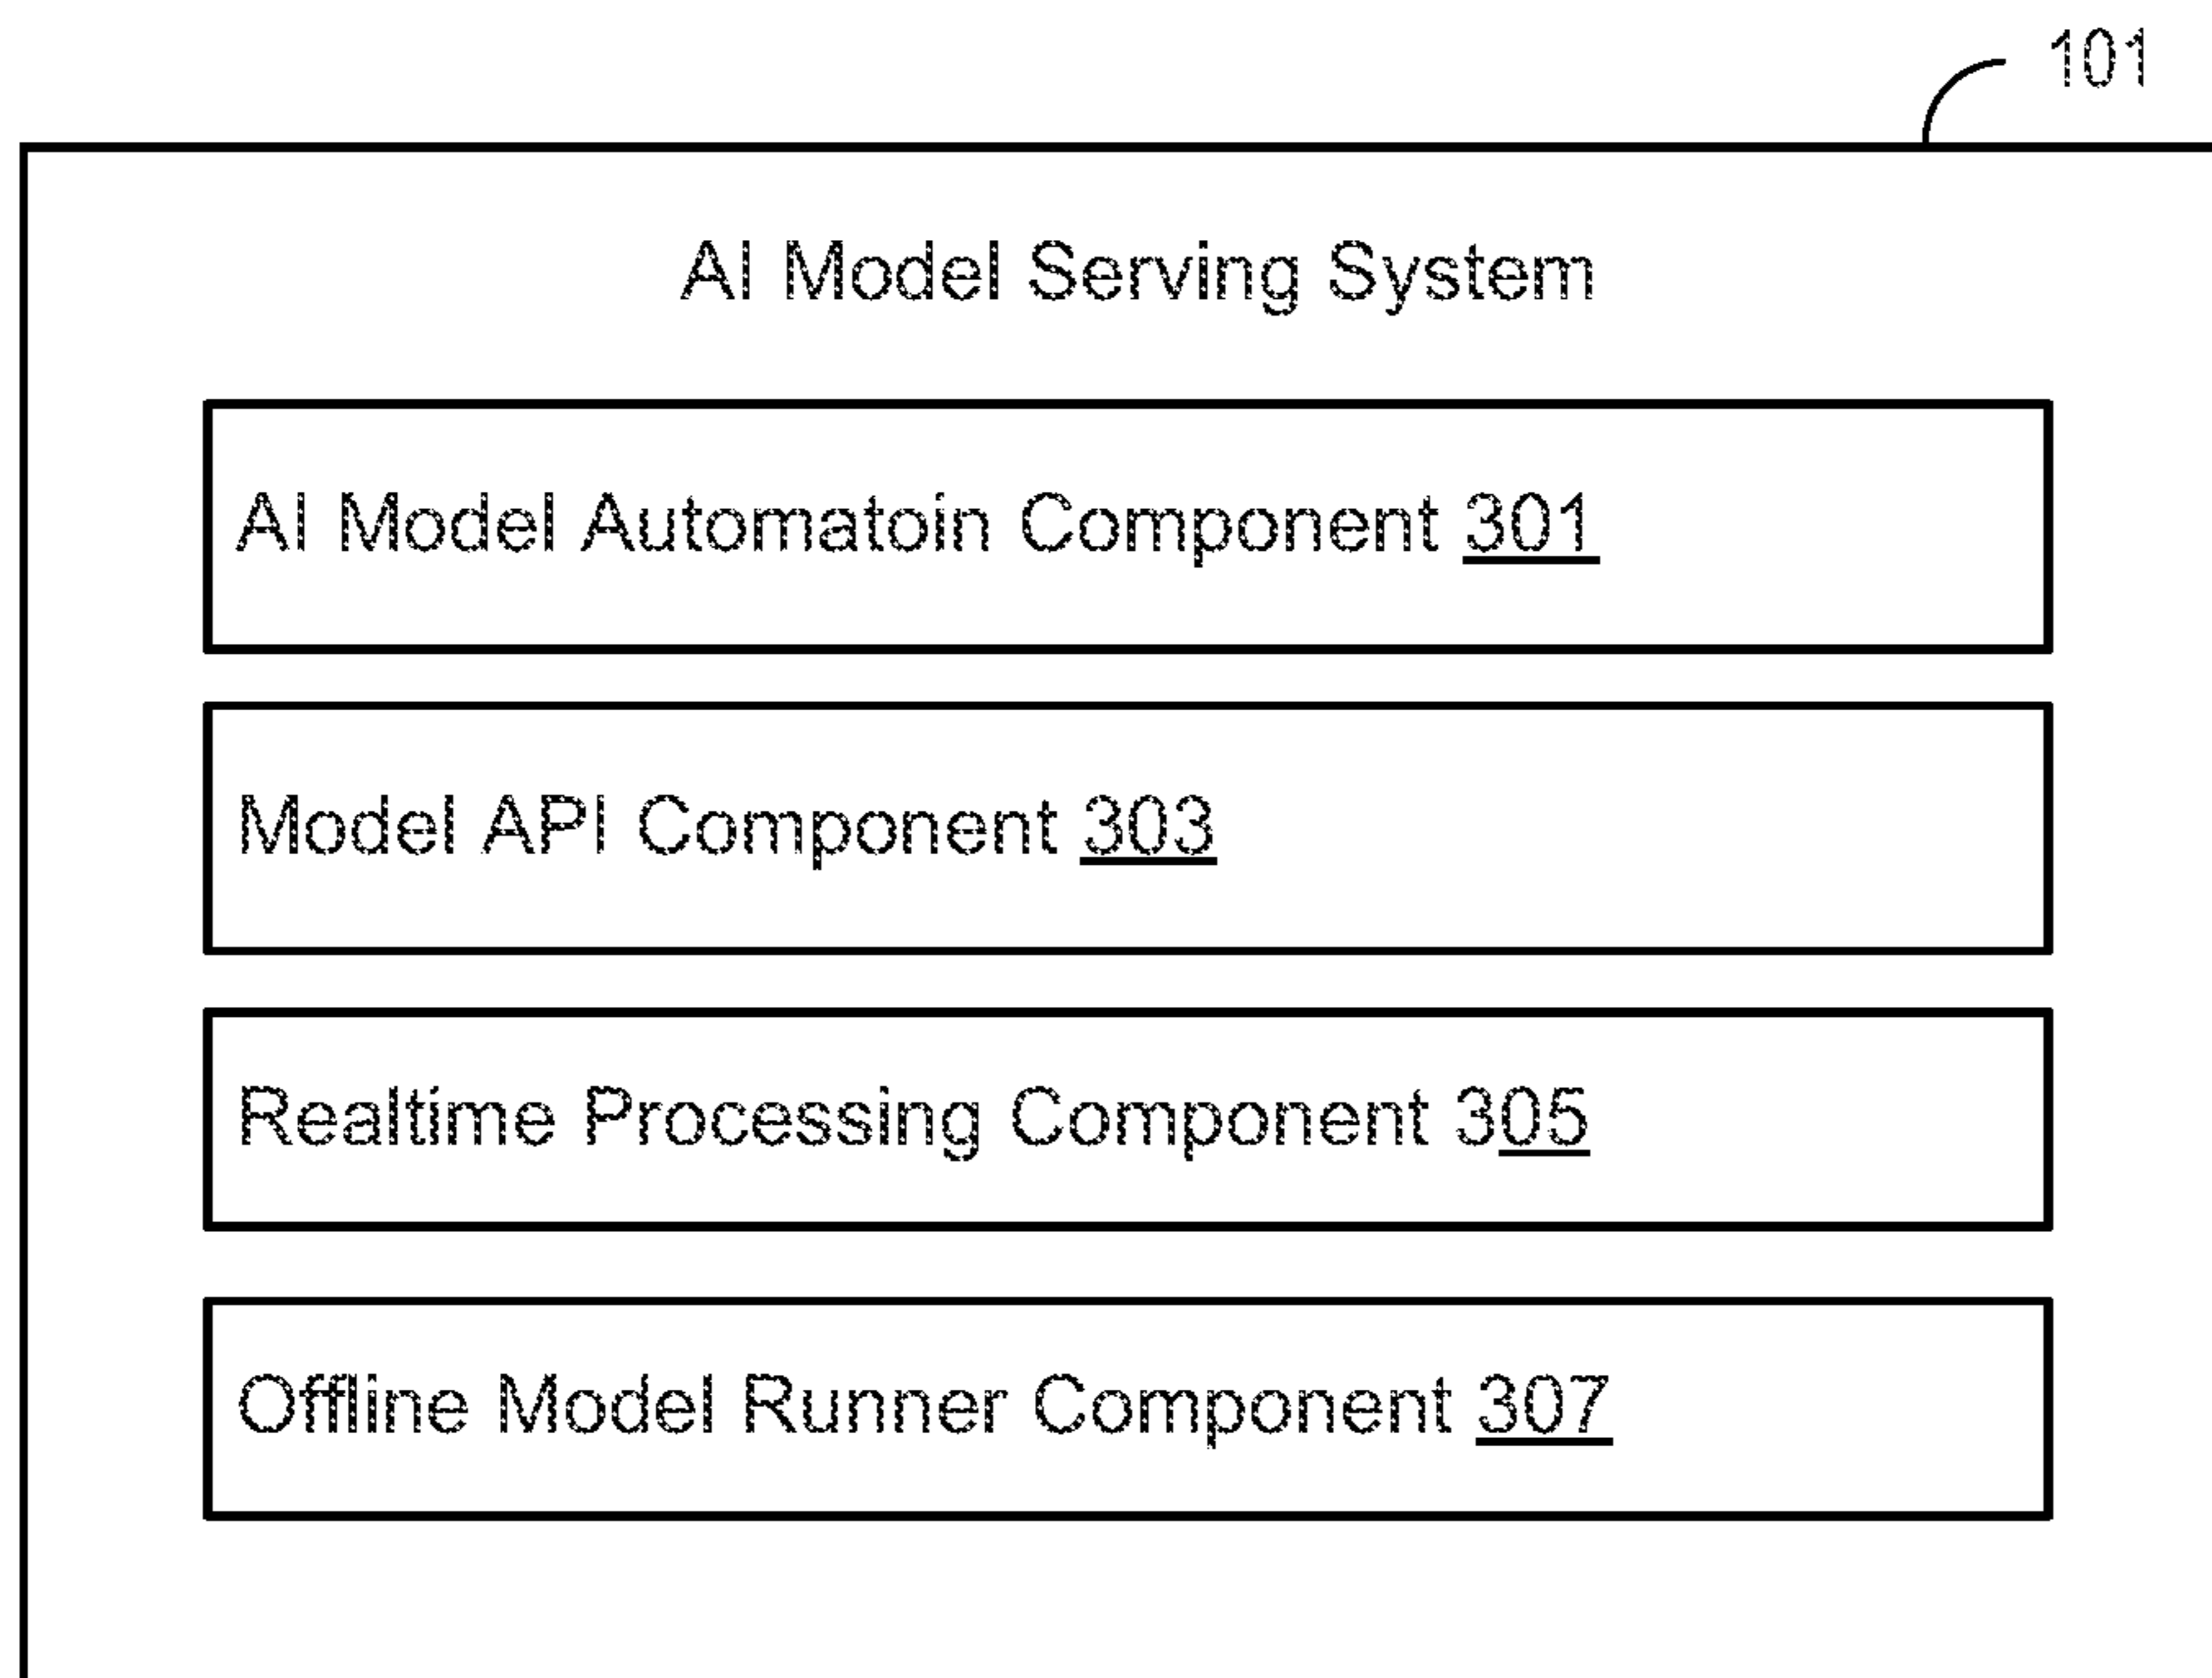 101
AI Model Serving System
AI Model Automatoin Component 301
Model API Component 303
Realtime Processing Component 305
Offline Model Runner Component 307